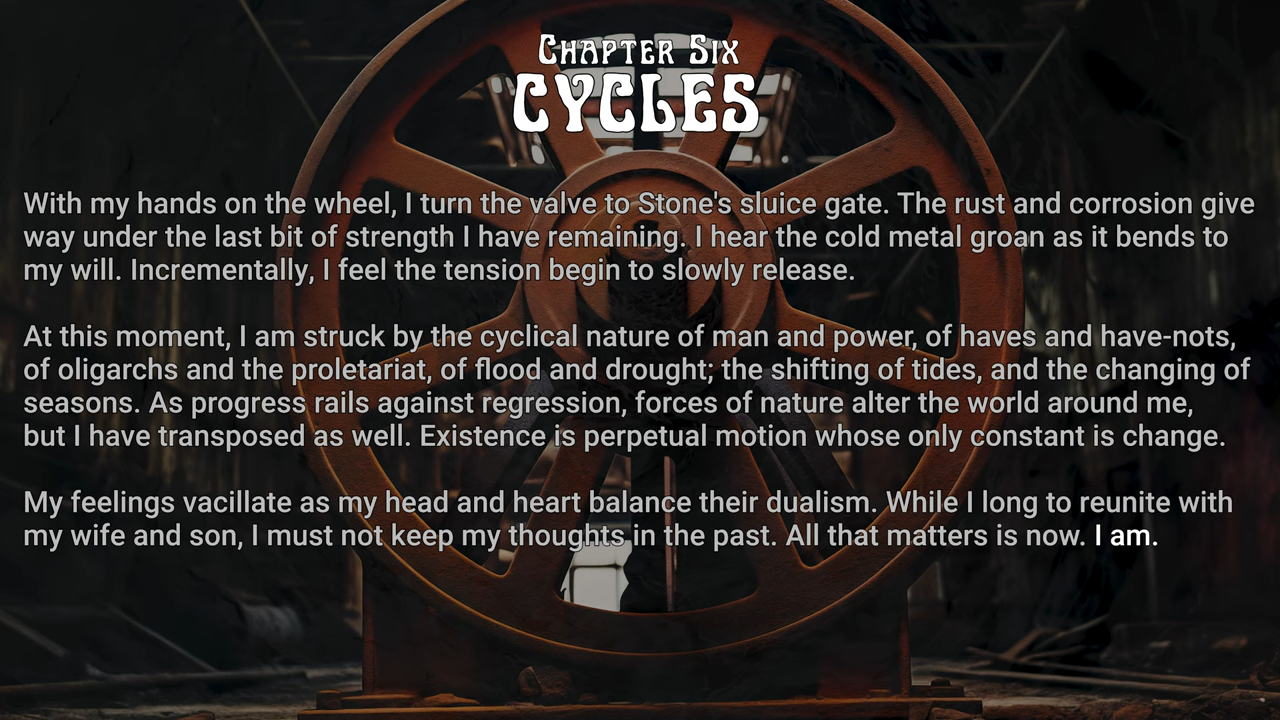 Chapter Six
CYCLES
With my hands on the wheel, I turn the valve to Stone's sluice gate. The rust and corrosion give
way under the last bit of strength I have remaining. I hear the cold metal groan as it bends to
my will. Incrementally, I feel the tension begin to slowly release.
At this moment, I am struck by the cyclical nature of man and power, of haves and have-nots,
of oligarchs and the proletariat, of flood and drought; the shifting of tides, and the changing of
seasons. As progress rails against regression, forces of nature alter the world around me,
but I have transposed as well. Existence is perpetual motion whose only constant is change.
My feelings vacillate as my head and heart balance their dualism. While I long to reunite with
my wife and son, I must not keep my thoughts in the past. All that matters is now. I am.